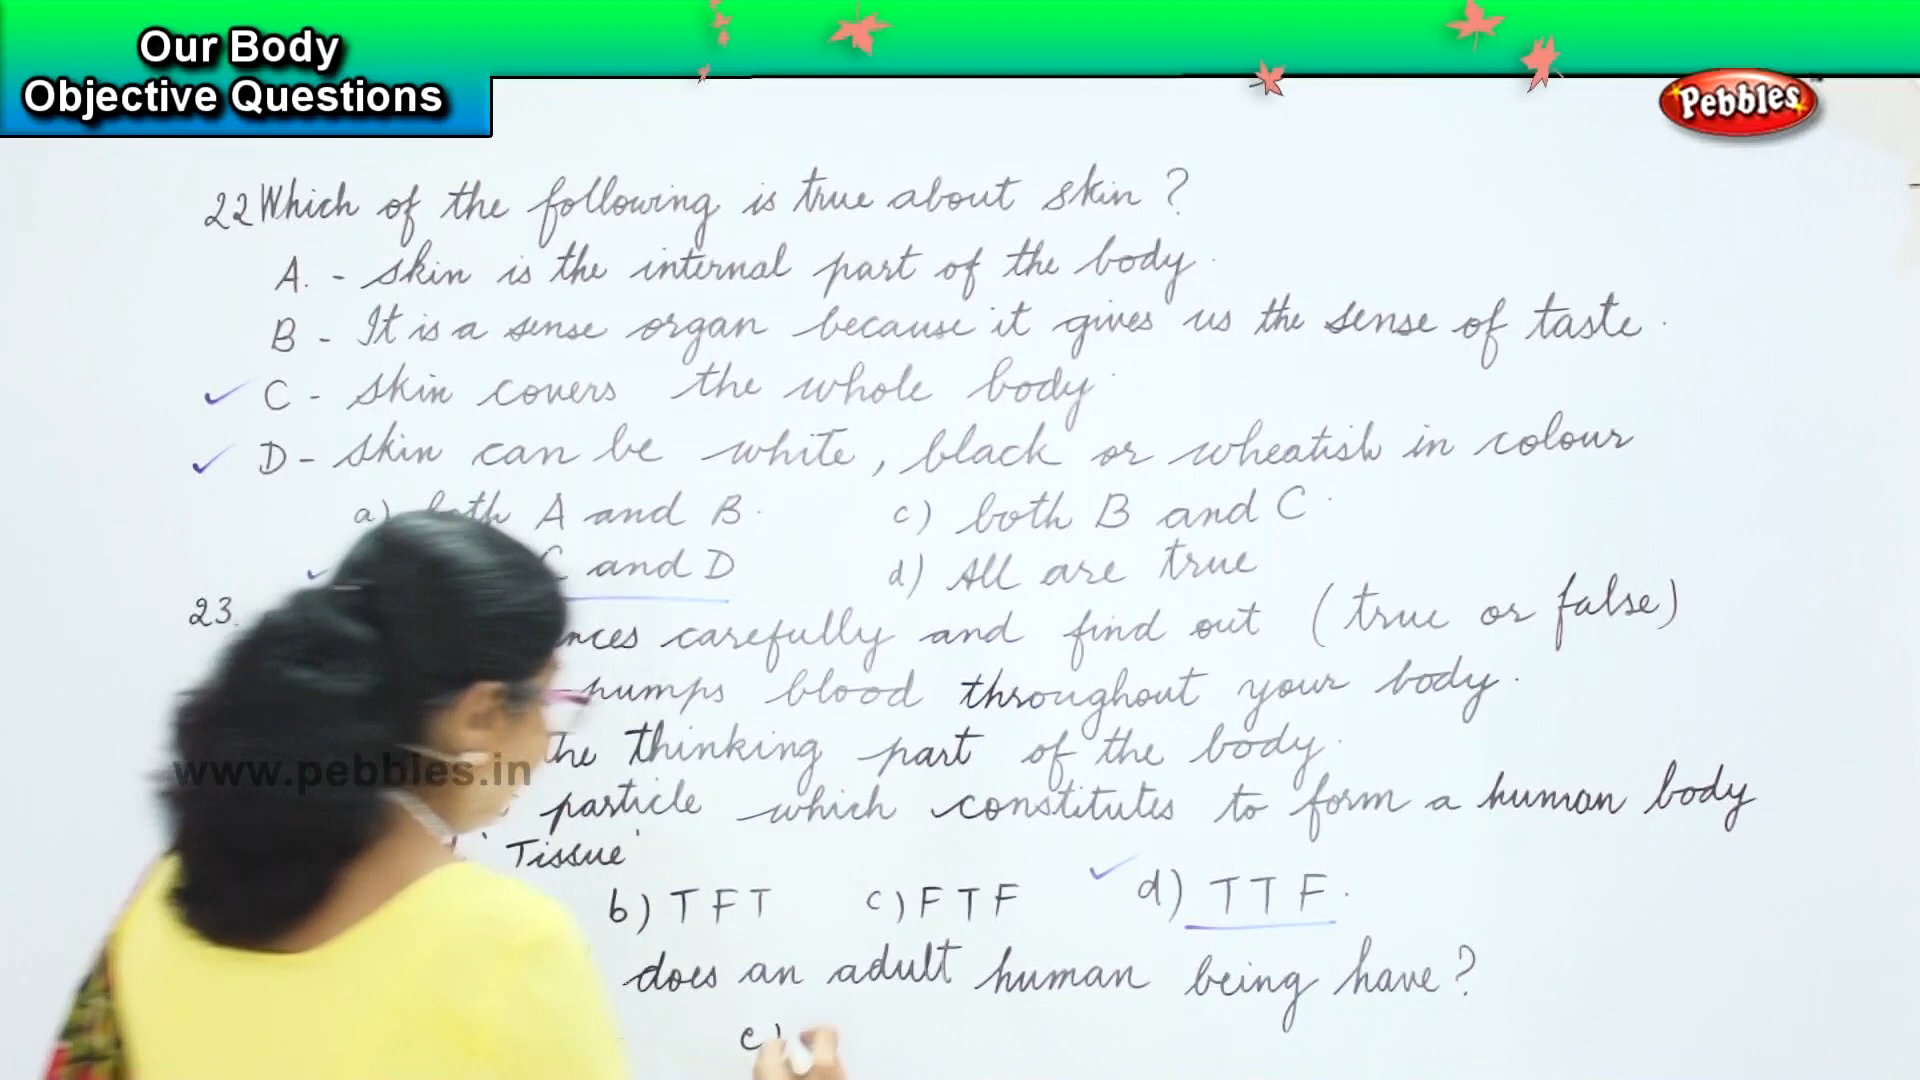 Our Body
Objective Questions
Pebbles
22 Which of the following is true about skin ?
A. - skin is the internal part of the body.
B - It is a sense organ because it gives us the sense of taste.
C - skin covers the whole body.
D - skin can be white, black or wheatish in colour
a) both A and B. c) both B and C.
C and D d) All are true
23.
carefully and find out (true or false)
pumps blood throughout your body.
the thinking part of the body.
particle which constitutes to form a human body
'Tissue'
b) T F T c) F T F d) T T F.
does an adult human being have?
www.pebbles.in